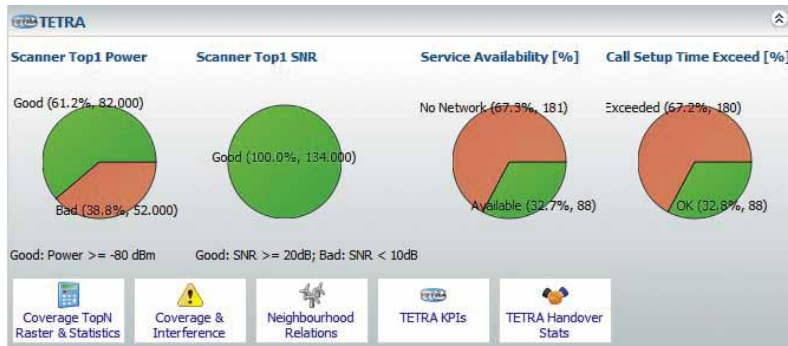 TETRA TETRA
Scanner Top1 Power
Scanner Top1 SNR
Service Availability [%]
Call Setup Time Exceed [%]
Good (61.2%, 82.000)
Bad (38.8%, 52.000)
Good (100.0%, 134.000)
No Network (67.3%, 181)
Available (32.7%, 88)
Exceeded (67.2%, 180)
OK (32.8%, 88)
Good: Power >= -80 dBm
Good: SNR >= 20dB; Bad: SNR < 10dB
Coverage TopN
Raster & Statistics
Coverage &
Interference
Neighbourhood
Relations
TETRA
TETRA KPIs
TETRA Handover
Stats